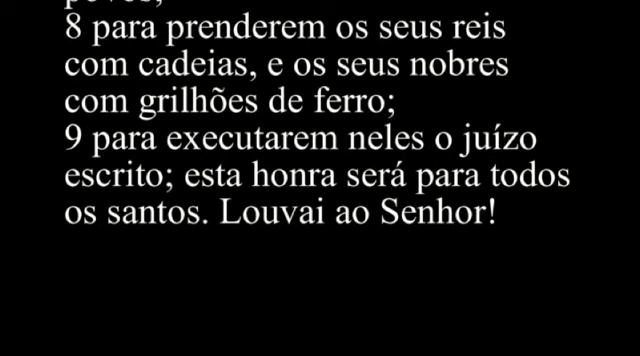 povos;
8 para prenderem os seus reis
com cadeias, e os seus nobres
com grilhões de ferro;
9 para executarem neles o juízo
escrito; esta honra será para todos
os santos. Louvai ao Senhor!